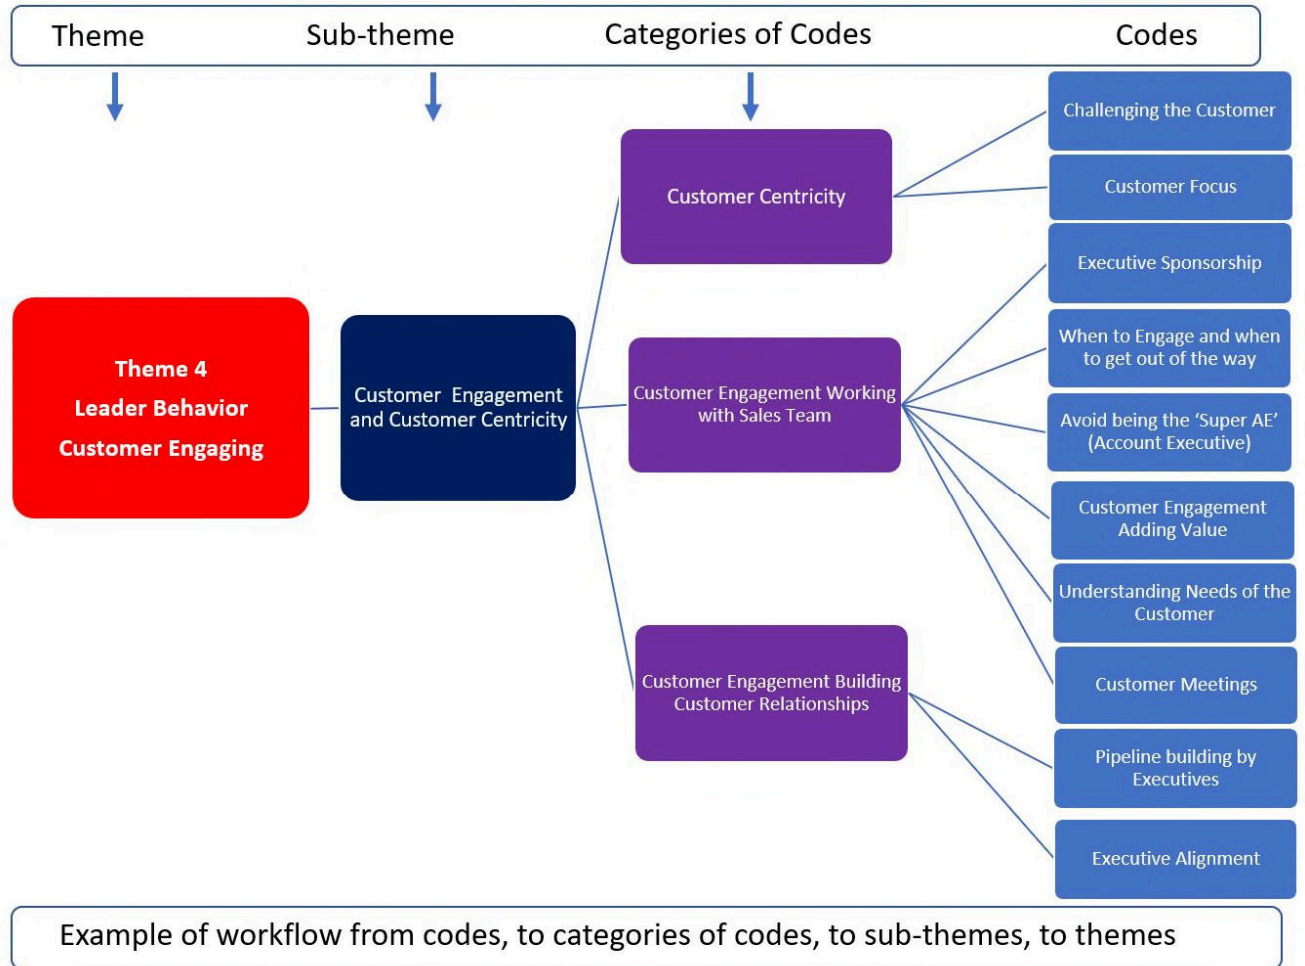 Theme
Sub-theme
Categories of Codes
Codes
Challenging the Customer
Customer Focus
Customer Centricity
Executive Sponsorship
When to Engage and when
to get out of the way
Theme 4
Leader Behavior
Customer Engaging
Customer Engagement
and Customer Centricity
Customer Engagement Working
with Sales Team
Avoid being the ‘Super AE’
(Account Executive)
Customer Engagement
Adding Value
Understanding Needs of the
Customer
Customer Engagement Building
Customer Relationships
Customer Meetings
Pipeline building by
Executives
Executive Alignment
Example of workflow from codes, to categories of codes, to sub-themes, to themes